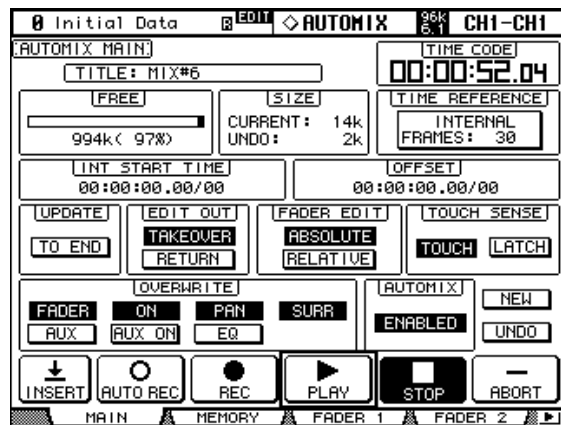 0 Initial Data EDIT AUTOMIX 96k 6.1 CH1-CH1
AUTOMIX MAIN
TITLE: MIX#6
TIME CODE
00:00:52.04
FREE
994k( 97%)
SIZE
CURRENT: 14k
UNDO: 2k
TIME REFERENCE
INTERNAL
FRAMES: 30
INT START TIME
00:00:00.00/00
OFFSET
00:00:00.00/00
UPDATE
TO END
EDIT OUT
TAKEOVER
RETURN
FADER EDIT
ABSOLUTE
RELATIVE
TOUCH SENSE
TOUCH LATCH
OVERWRITE
FADER ON PAN SURR
AUX AUX ON EQ
AUTOMIX
ENABLED
NEW
UNDO
INSERT AUTO REC REC PLAY STOP ABORT
MAIN MEMORY FADER 1 FADER 2